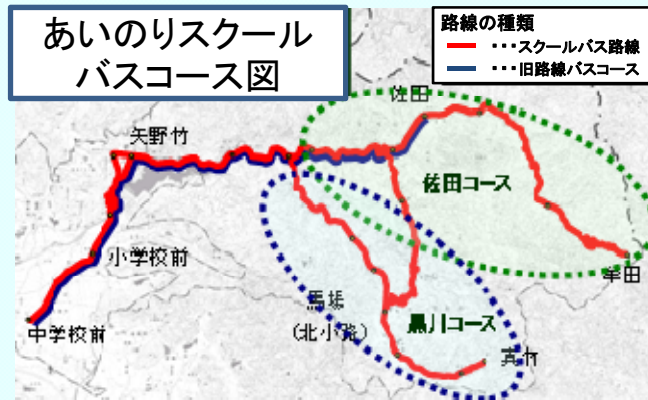 あいのりスクール
バスコース図
路線の種類
･･･スクールバス路線
･･･旧路線バスコース
佐田
矢野竹
佐田コース
小学校前
馬場
(北小路)
黒川コース
中学校前